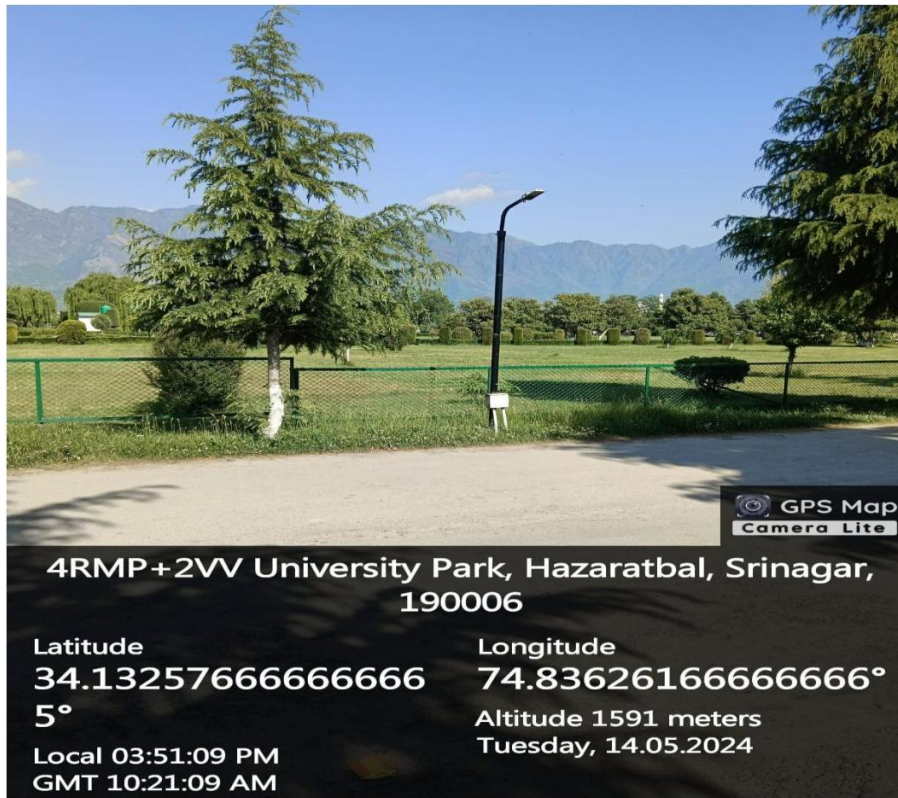 GPS Map
Camera Lite
4RMP+2VV University Park, Hazaratbal, Srinagar,
190006
Latitude
34.13257666666666
5°
Local 03:51:09 PM
GMT 10:21:09 AM
Longitude
74.83626166666666°
Altitude 1591 meters
Tuesday, 14.05.2024